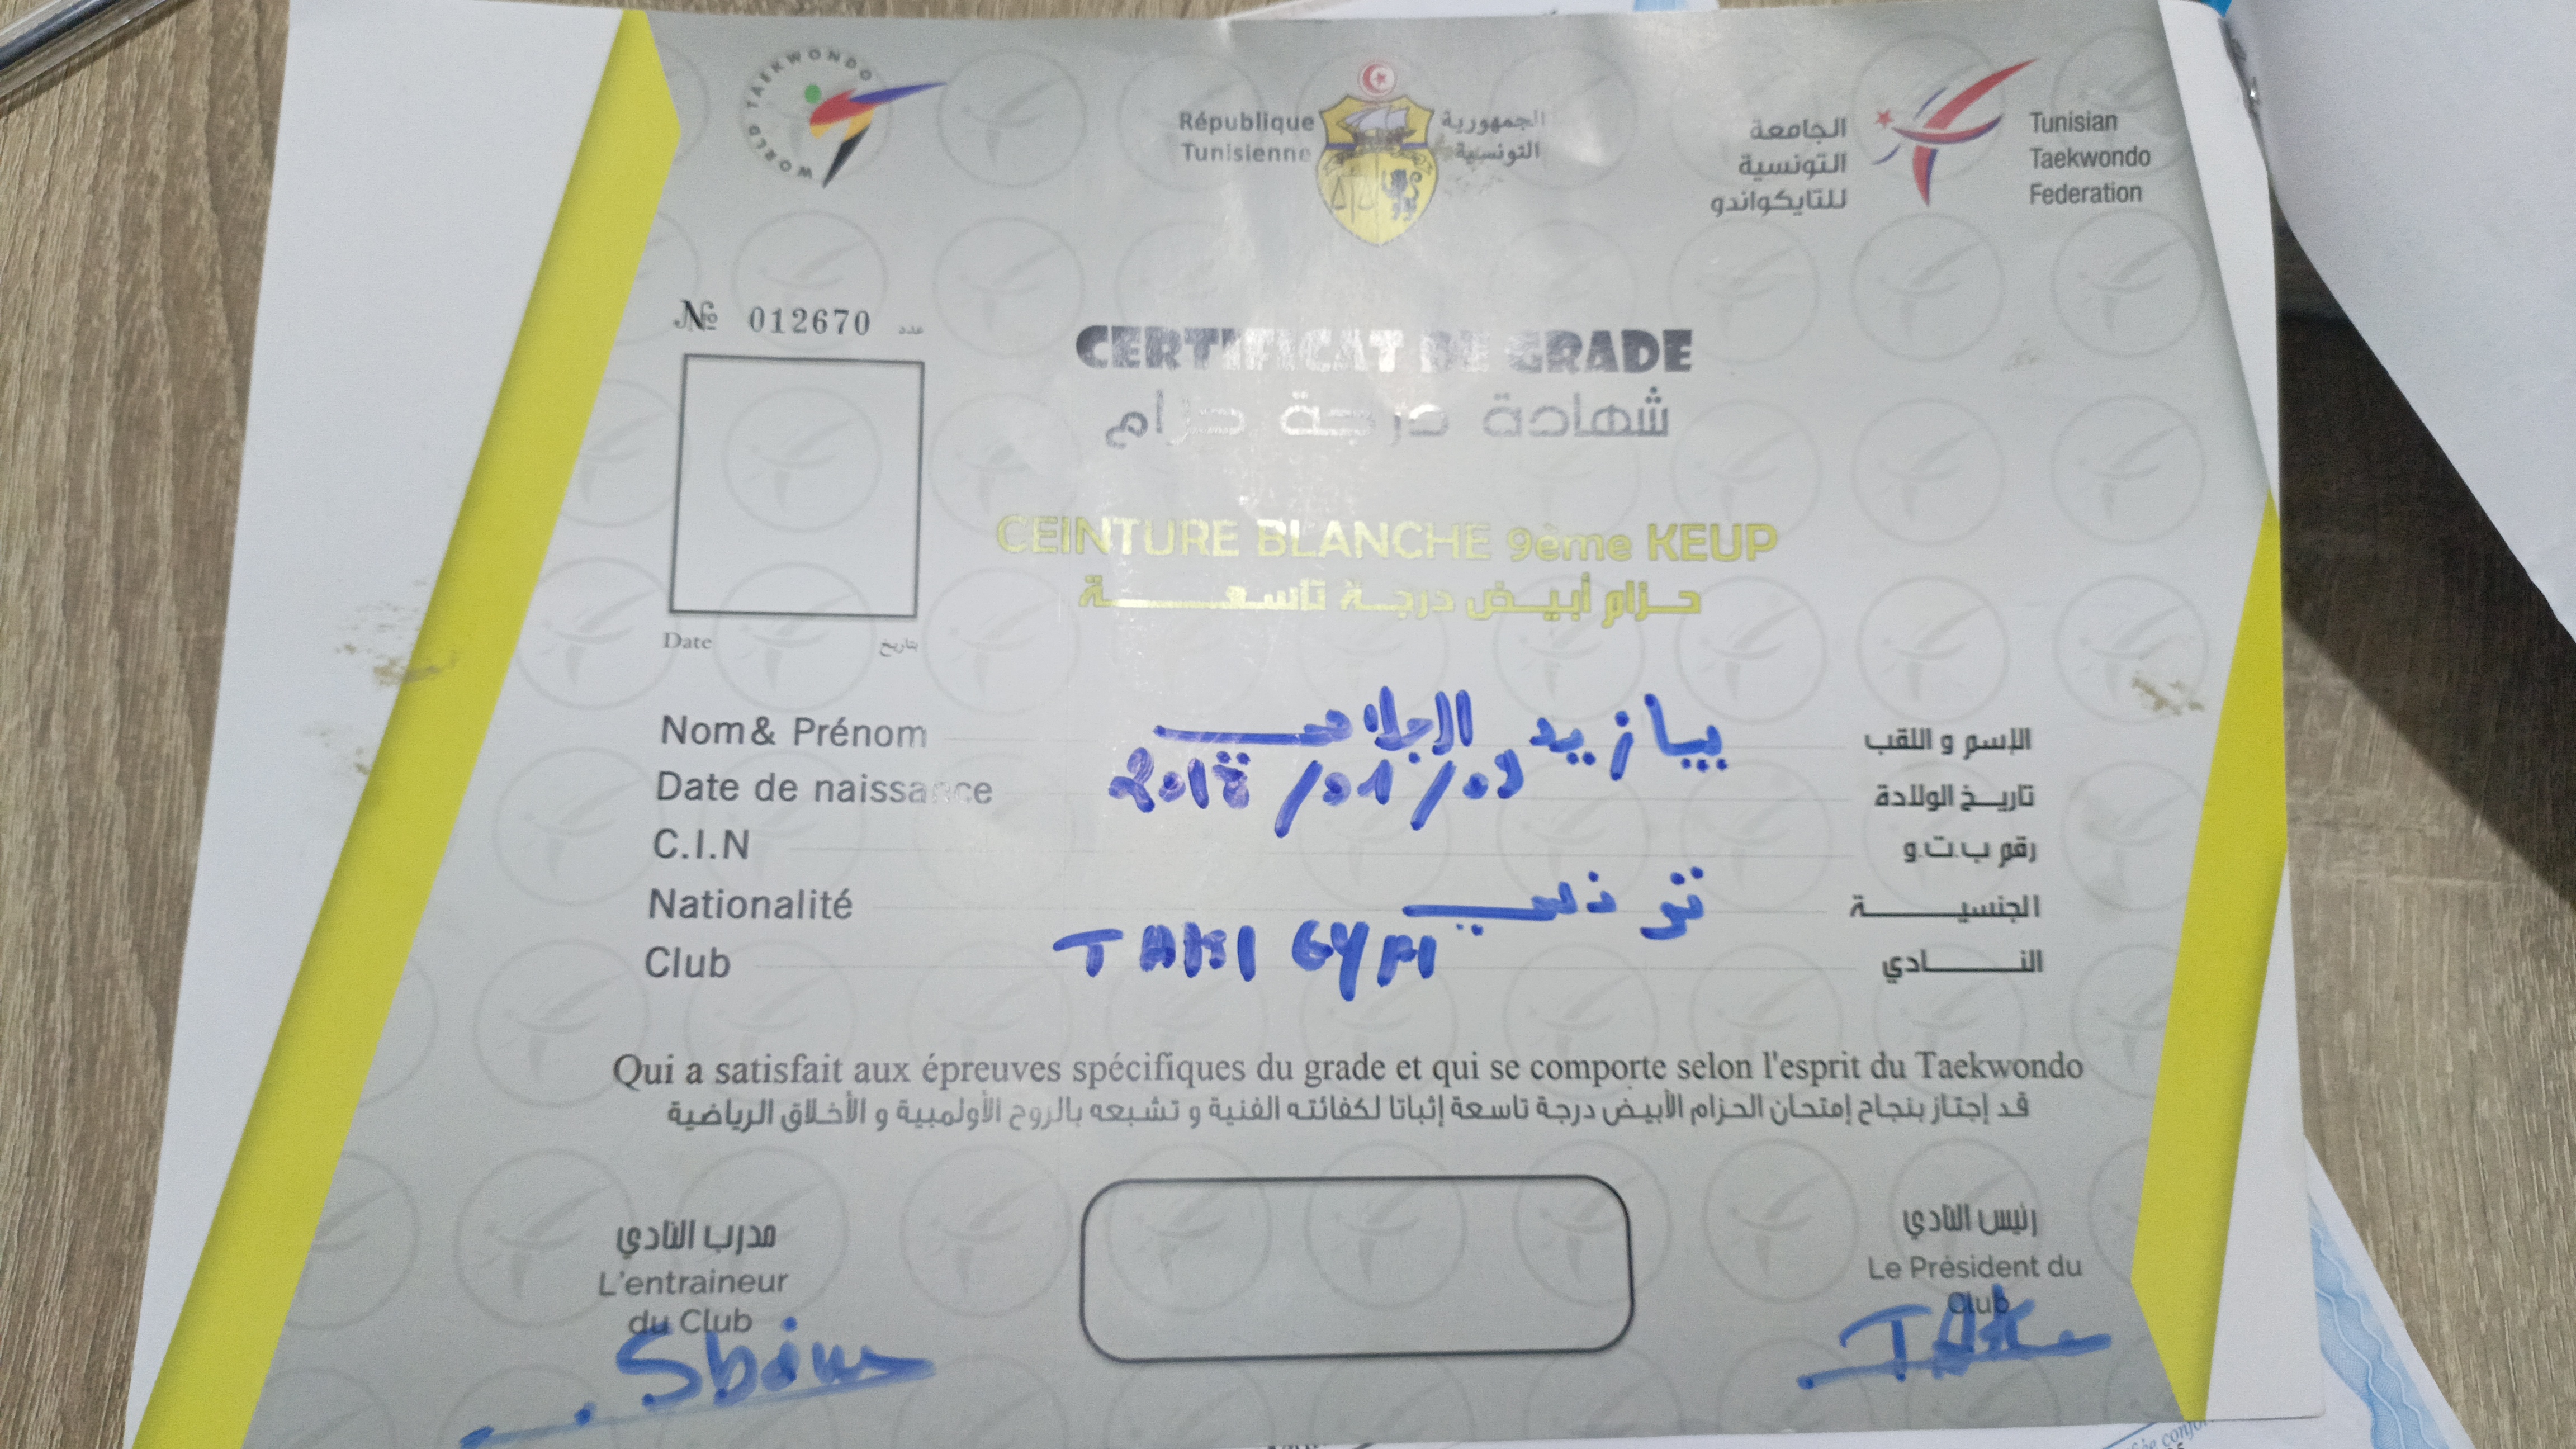 WORLD TAEKWONDO
République
Tunisienne
الجمهورية
التونسية
الجامعة
التونسية
للتايكواندو
Tunisian
Taekwondo
Federation
№ 012670 عدد
CERTIFICAT DE GRADE
شهادة درجة حزام
CEINTURE BLANCHE 9ème KEUP
حزام أبيض درجة تاسعة
Date بتاريخ
Nom& Prénom بيازيد الإسم و اللقب
Date de naissance 2018/01/03 تاريخ الولادة
C.I.N رقم ب.ت.و
Nationalité تونسي الجنسية
Club GYM النادي
Qui a satisfait aux épreuves spécifiques du grade et qui se comporte selon l'esprit du Taekwondo
قد إجتاز بنجاح إمتحان الحزام الأبيض درجة تاسعة إثباتا لكفائته الفنية و تشبعه بالروح الأولمبية و الأخلاق الرياضية
مدرب النادي
L'entraineur
du Club
رئيس النادي
Le Président du
Club